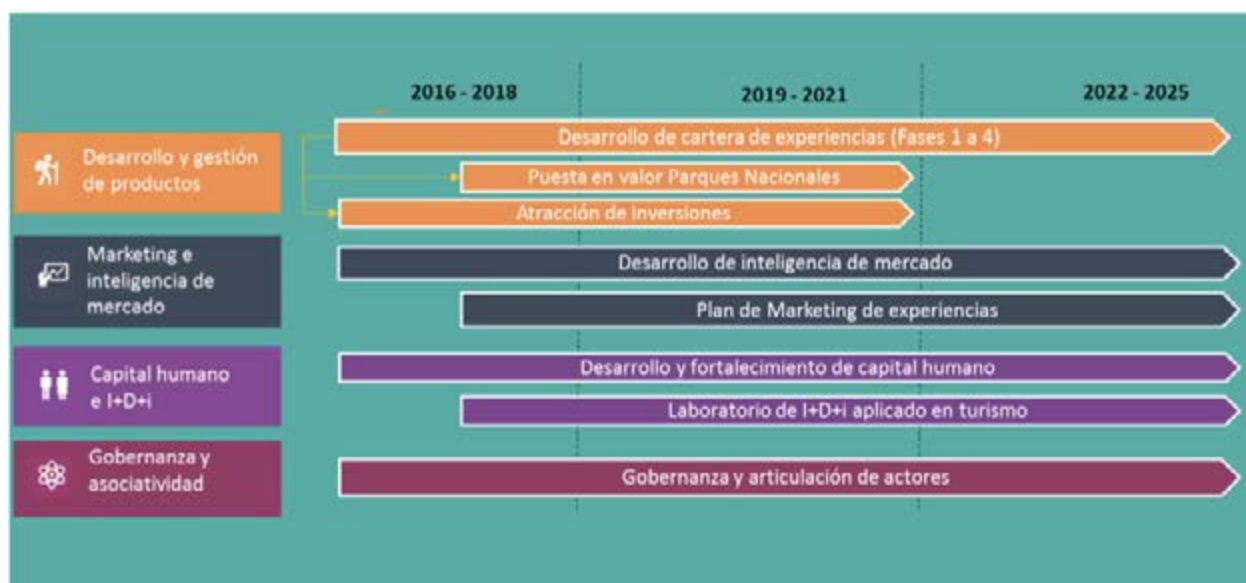 2016 - 2018
2019 - 2021
2022 - 2025
Desarrollo y gestión
de productos
Desarrollo de cartera de experiencias (Fases 1 a 4)
Puesta en valor Parques Nacionales
Atracción de inversiones
Marketing e
inteligencia de
mercado
Desarrollo de inteligencia de mercado
Plan de Marketing de experiencias
Capital humano
e I+D+i
Desarrollo y fortalecimiento de capital humano
Laboratorio de I+D+i aplicado en turismo
Gobernanza y
asociatividad
Gobernanza y articulación de actores